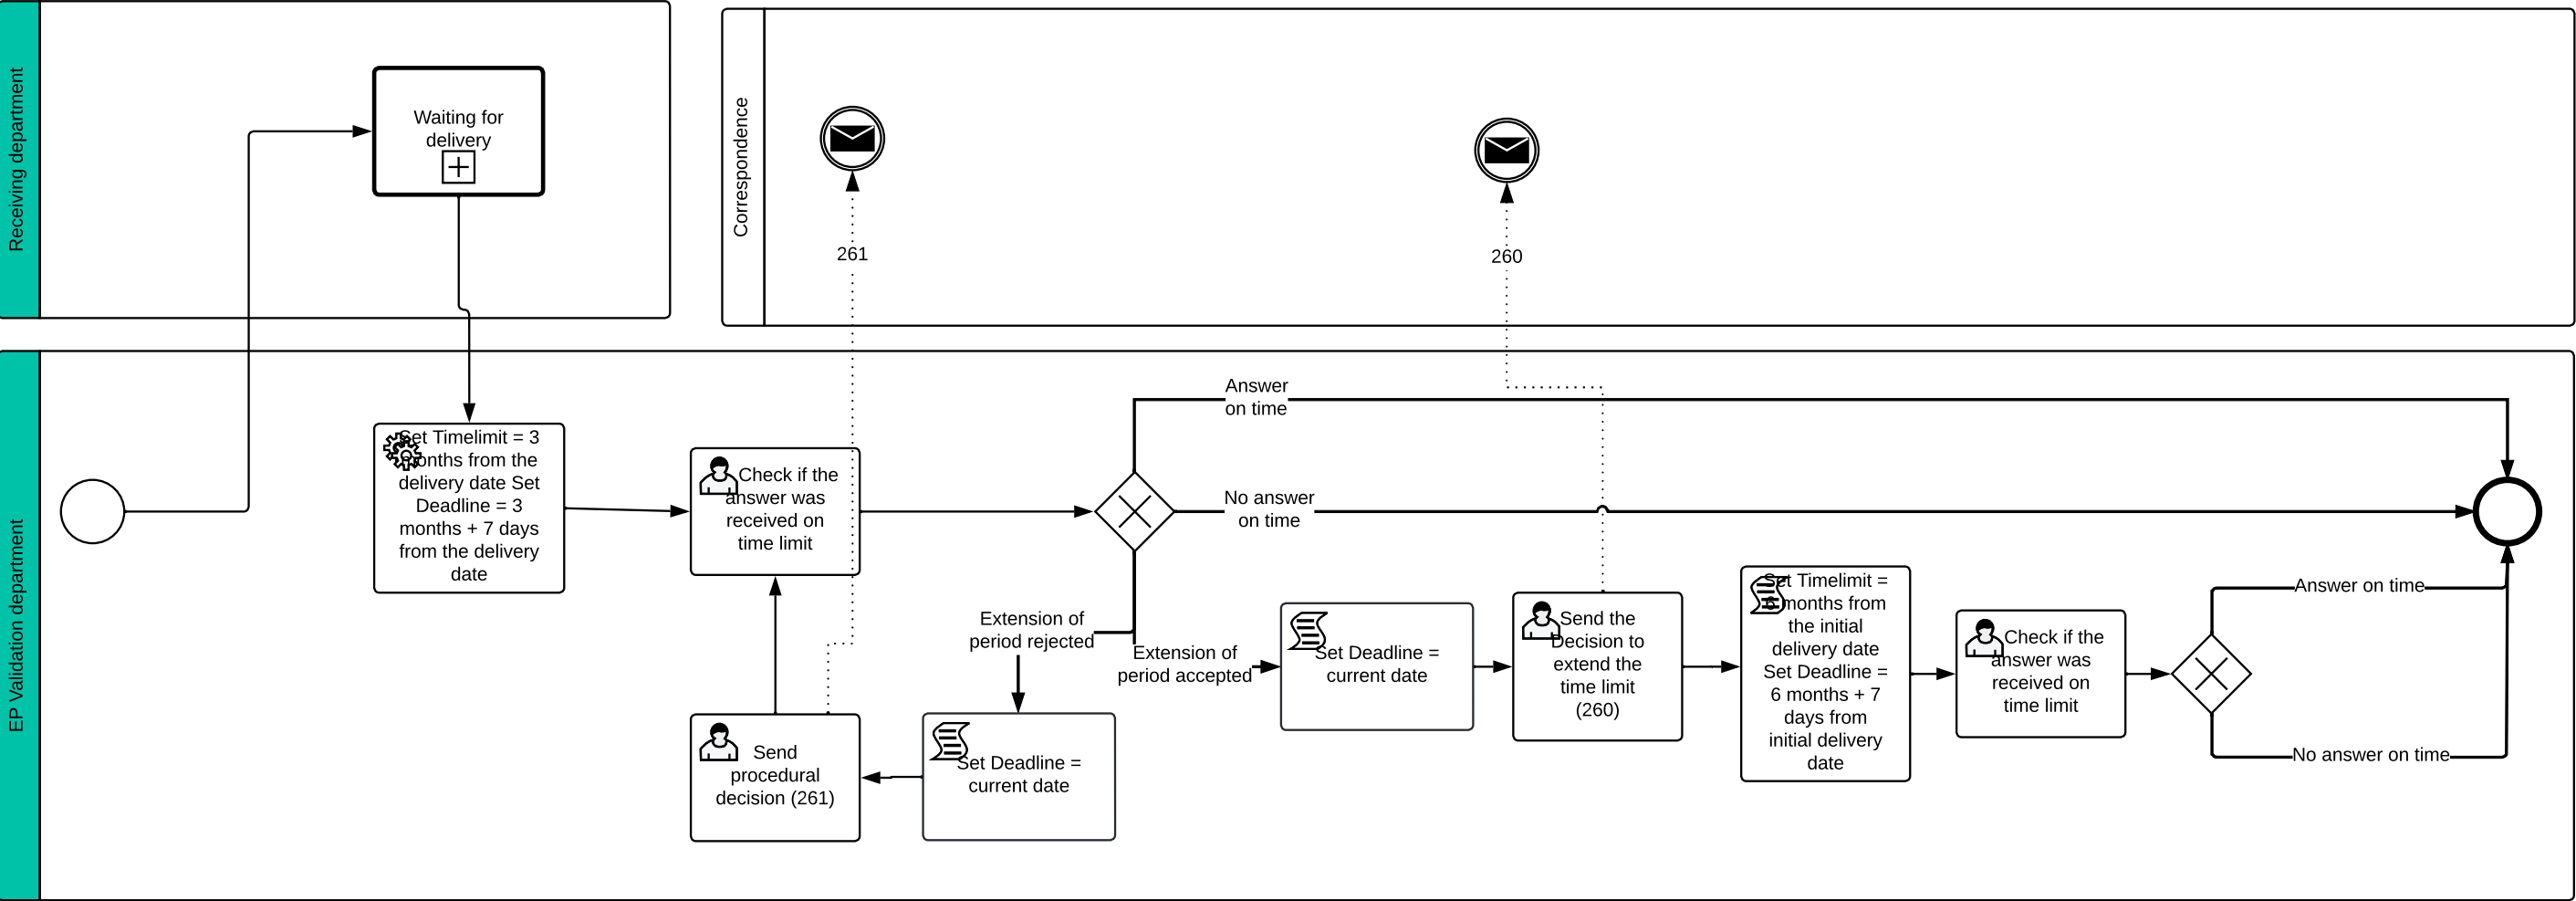 Receiving department
Waiting for
delivery
Correspondence
261
260
EP Validation department
Set Timelimit = 3
months from the
delivery date Set
Deadline = 3
months + 7 days
from the delivery
date
Check if the
answer was
received on
time limit
Answer
on time
No answer
on time
Extension of
period rejected
Extension of
period accepted
Send
procedural
decision (261)
Set Deadline =
current date
Set Deadline =
current date
Send the
Decision to
extend the
time limit
(260)
Set Timelimit =
6 months from
the initial
delivery date
Set Deadline =
6 months + 7
days from
initial delivery
date
Check if the
answer was
received on
time limit
Answer on time
No answer on time